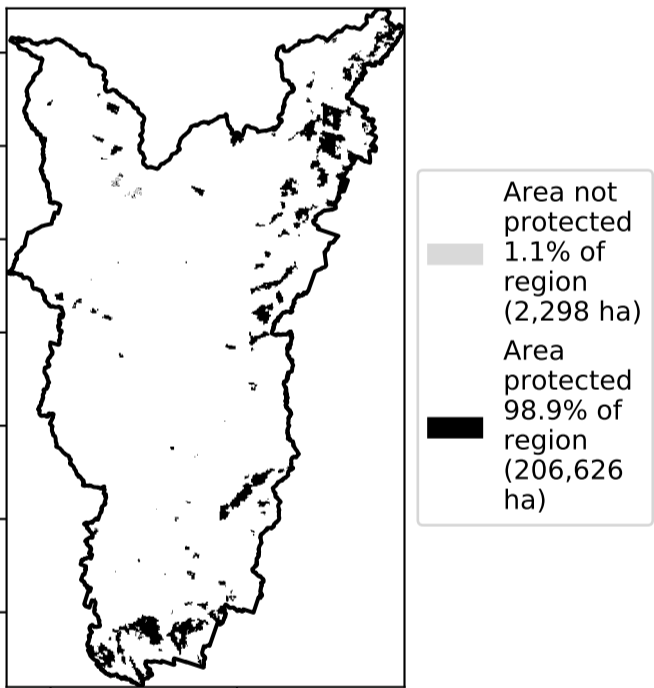 Area not
protected
1.1% of
region
(2,298 ha)
Area
protected
98.9% of
region
(206,626
ha)